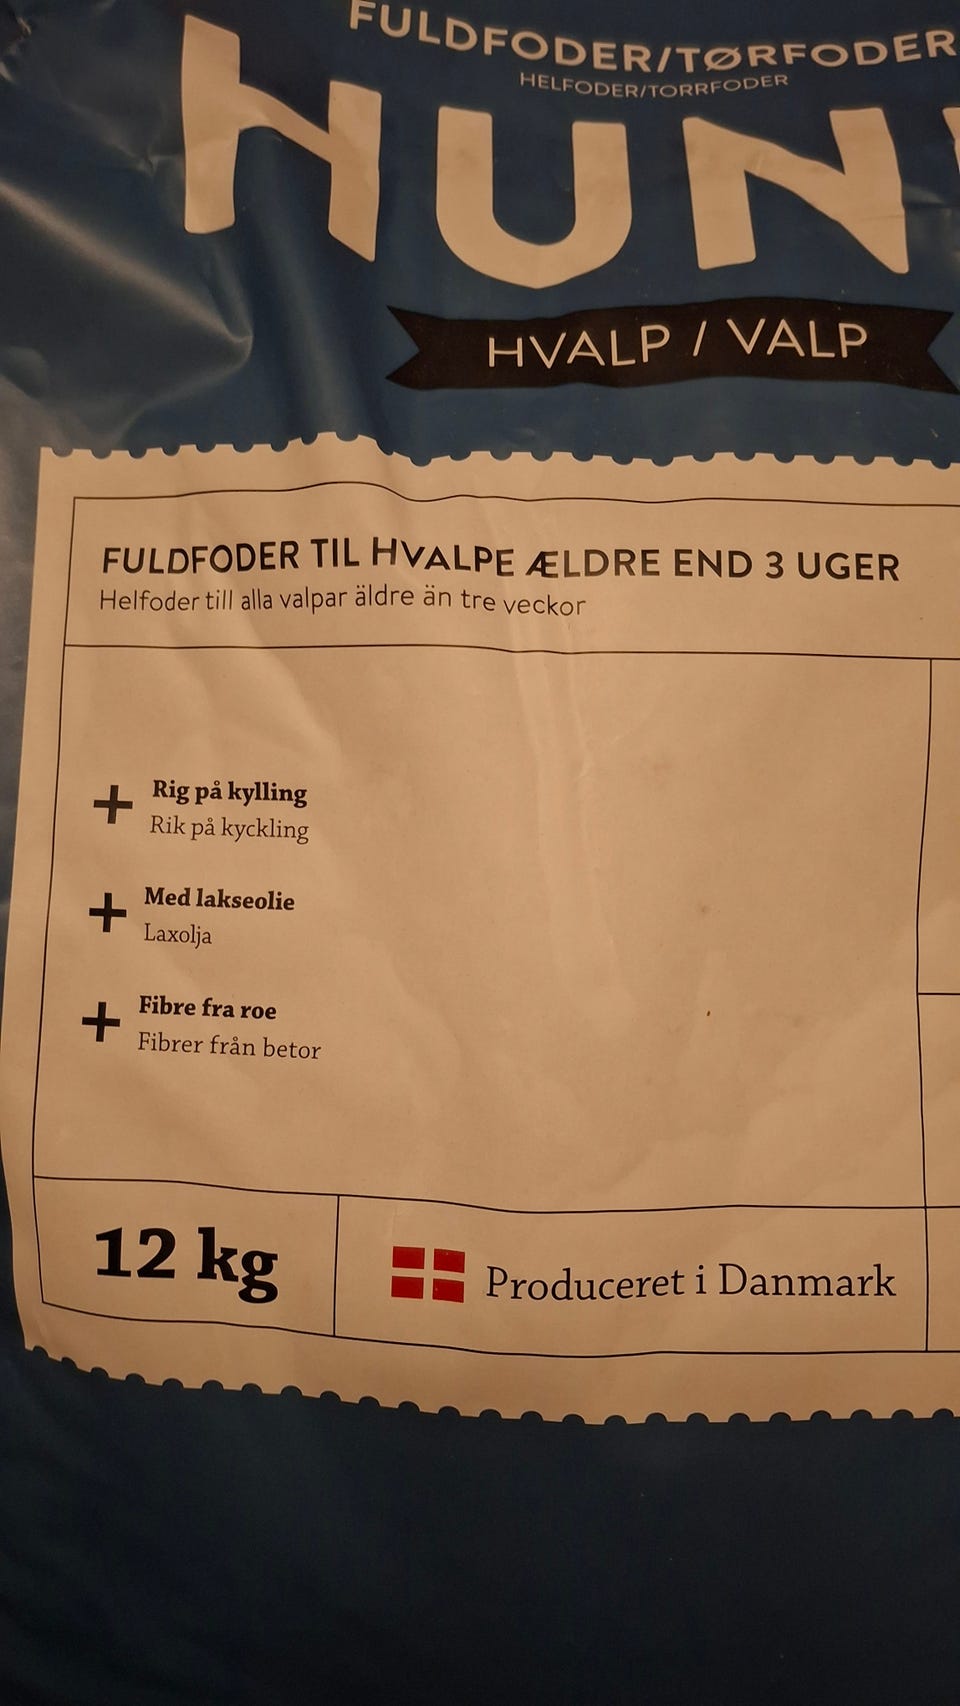 FULDFODER/TØRFODER
HELFODER/TORRFODER
HUN
HVALP / VALP
FULDFODER TIL HVALPE ÆLDRE END 3 UGER
Helfoder till alla valpar äldre än tre veckor
+ Rig på kylling
Rik på kyckling
+ Med lakseolie
Laxolja
+ Fibre fra roe
Fibrer från betor
12 kg
Produceret i Danmark